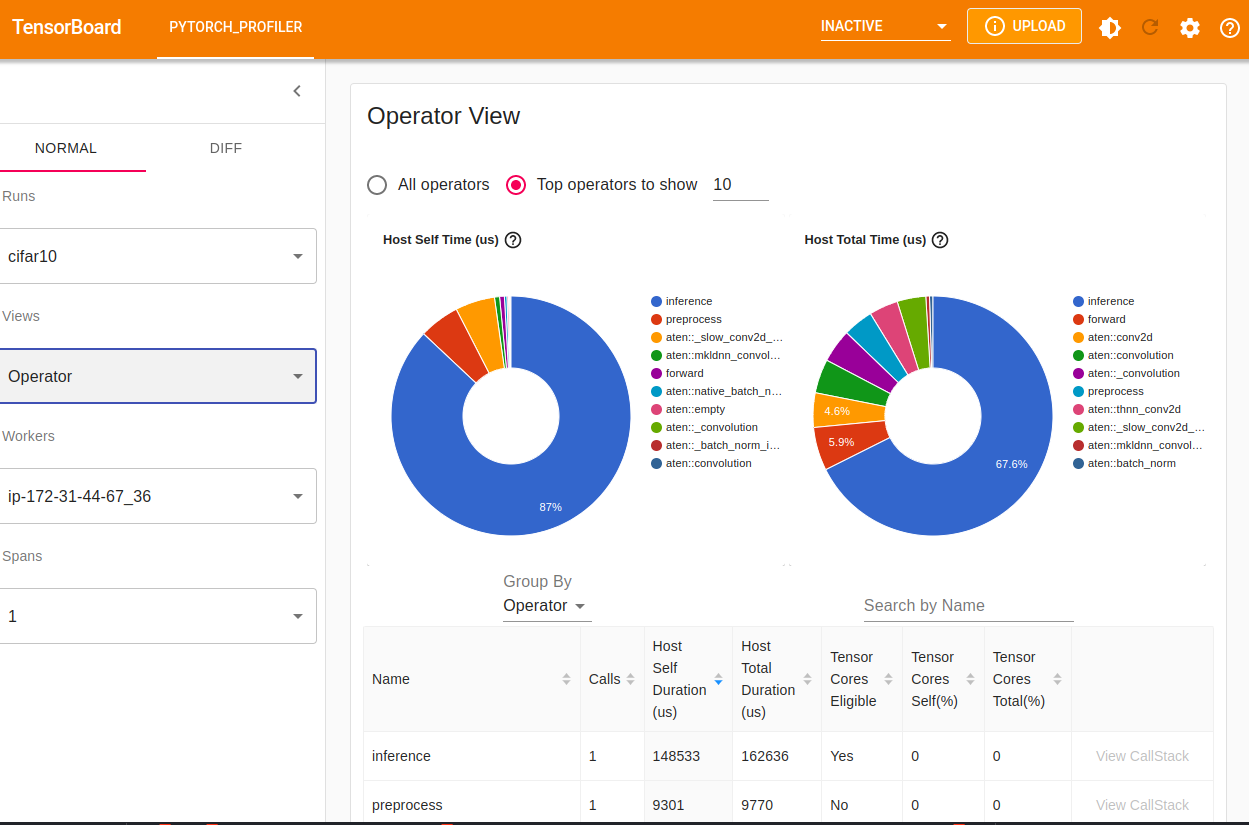 TensorBoard
PYTORCH_PROFILER
INACTIVE
UPLOAD
NORMAL
DIFF
Runs
cifar10
Views
Operator
Workers
ip-172-31-44-67_36
Spans
1
Operator View
All operators
Top operators to show
10
Host Self Time (us)
87%
inference
preprocess
aten::_slow_conv2d_...
aten::mkldnn_convol...
forward
aten::native_batch_n...
aten::empty
aten::_convolution
aten::_batch_norm_i...
aten::convolution
Host Total Time (us)
4.6%
5.9%
67.6%
inference
forward
aten::conv2d
aten::convolution
aten::_convolution
preprocess
aten::thnn_conv2d
aten::_slow_conv2d_...
aten::mkldnn_convol...
aten::batch_norm
Group By
Operator
Search by Name
Name
Calls
Host
Self
Duration
(us)
Host
Total
Duration
(us)
Tensor
Cores
Eligible
Tensor
Cores
Self(%)
Tensor
Cores
Total(%)
inference 1 148533 162636 Yes 0 0 View CallStack
preprocess 1 9301 9770 No 0 0 View CallStack